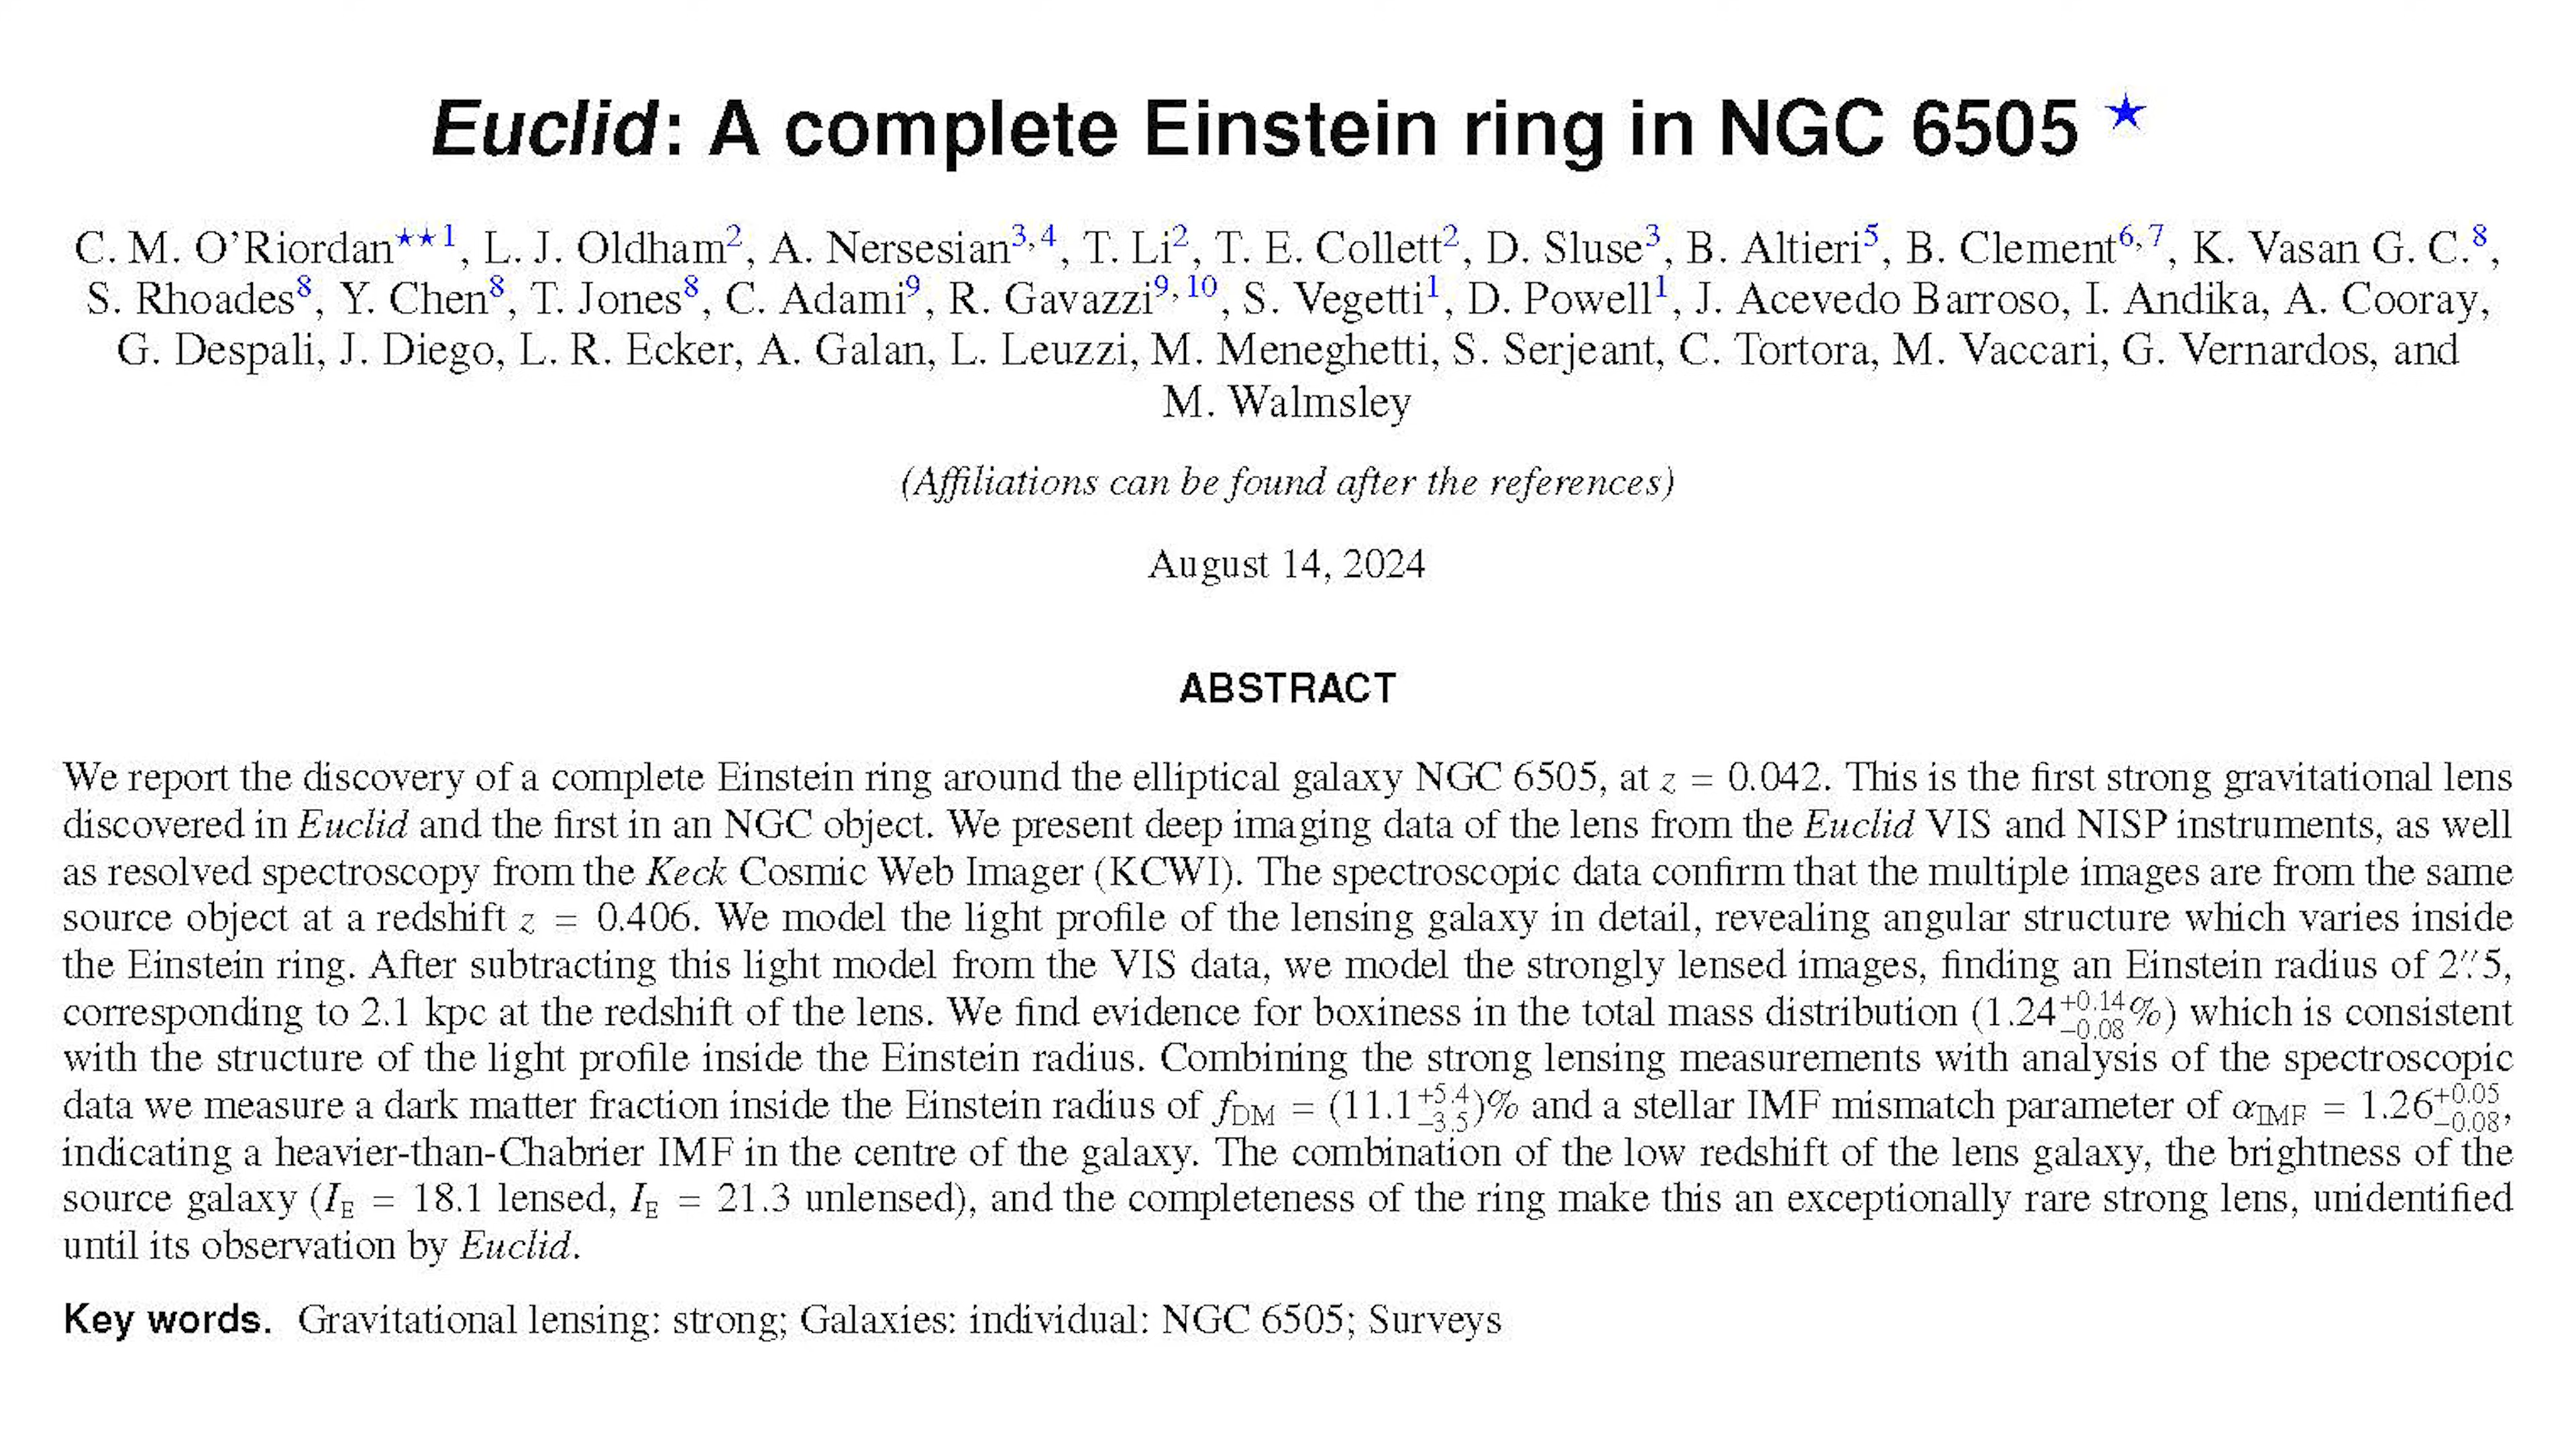 Euclid: A complete Einstein ring in NGC 6505 ★
C. M. O'Riordan★★1, L. J. Oldham2, A. Nersesian3,4, T. Li2, T. E. Collett2, D. Sluse3, B. Altieri5, B. Clement6,7, K. Vasan G. C.8,
S. Rhoades8, Y. Chen8, T. Jones8, C. Adami9, R. Gavazzi9,10, S. Vegetti1, D. Powell1, J. Acevedo Barroso, I. Andika, A. Cooray,
G. Despali, J. Diego, L. R. Ecker, A. Galan, L. Leuzzi, M. Meneghetti, S. Serjeant, C. Tortora, M. Vaccari, G. Vernardos, and
M. Walmsley
(Affiliations can be found after the references)
August 14, 2024
ABSTRACT
We report the discovery of a complete Einstein ring around the elliptical galaxy NGC 6505, at z = 0.042. This is the first strong gravitational lens
discovered in Euclid and the first in an NGC object. We present deep imaging data of the lens from the Euclid VIS and NISP instruments, as well
as resolved spectroscopy from the Keck Cosmic Web Imager (KCWI). The spectroscopic data confirm that the multiple images are from the same
source object at a redshift z = 0.406. We model the light profile of the lensing galaxy in detail, revealing angular structure which varies inside
the Einstein ring. After subtracting this light model from the VIS data, we model the strongly lensed images, finding an Einstein radius of 2″.5,
corresponding to 2.1 kpc at the redshift of the lens. We find evidence for boxiness in the total mass distribution (1.24+0.14−0.08%) which is consistent
with the structure of the light profile inside the Einstein radius. Combining the strong lensing measurements with analysis of the spectroscopic
data we measure a dark matter fraction inside the Einstein radius of fDM = (11.1+5.4−3.5)% and a stellar IMF mismatch parameter of αIMF = 1.26+0.05−0.08,
indicating a heavier-than-Chabrier IMF in the centre of the galaxy. The combination of the low redshift of the lens galaxy, the brightness of the
source galaxy (IE = 18.1 lensed, IE = 21.3 unlensed), and the completeness of the ring make this an exceptionally rare strong lens, unidentified
until its observation by Euclid.
Key words. Gravitational lensing: strong; Galaxies: individual: NGC 6505; Surveys